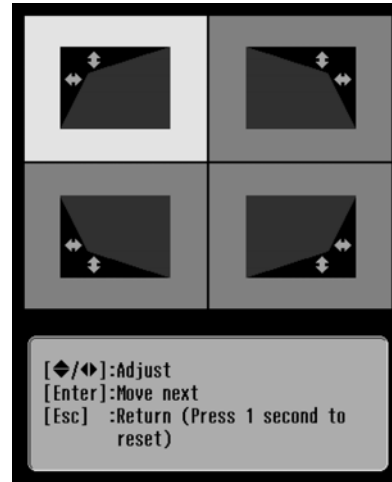 [◆/◀▶]:Adjust
[Enter]:Move next
[Esc] :Return (Press 1 second to
reset)